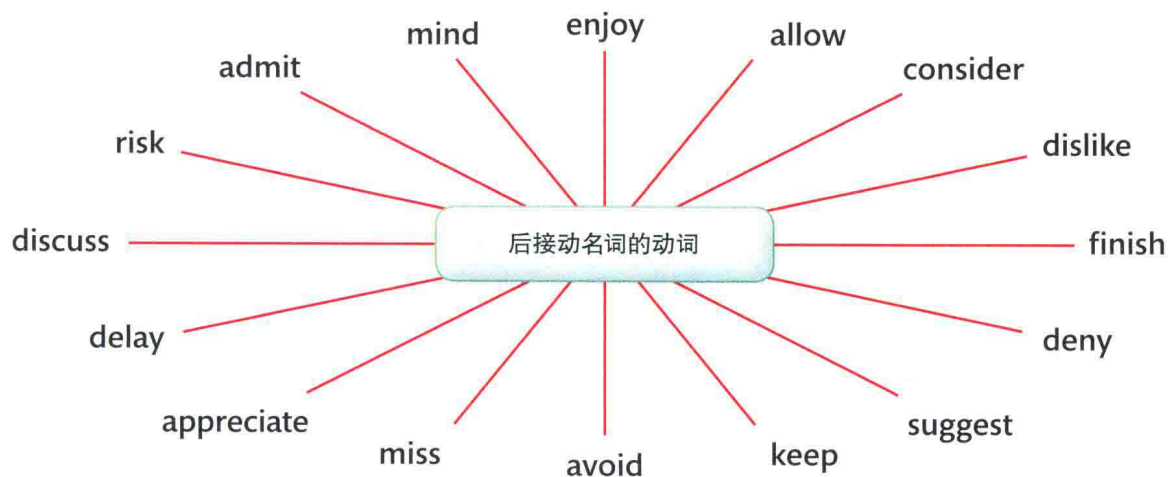 enjoy
mind
allow
admit
consider
risk
dislike
discuss
后接动名词的动词
finish
delay
deny
appreciate
suggest
miss
avoid
keep